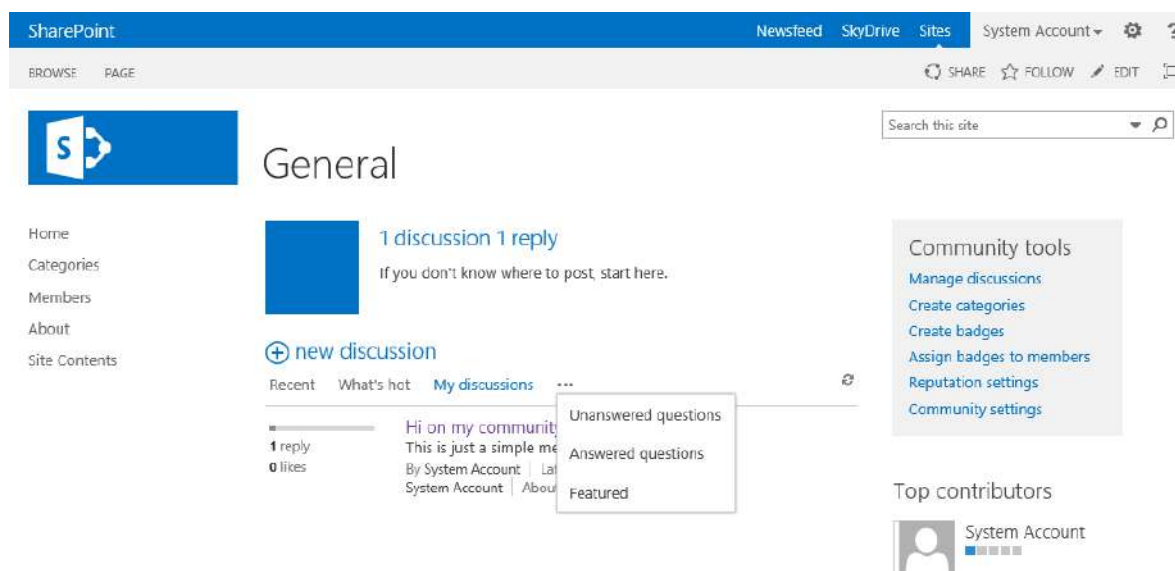 SharePoint Newsfeed SkyDrive Sites System Account ?
BROWSE PAGE SHARE FOLLOW EDIT
S
Search this site
General
Home
Categories
Members
About
Site Contents
1 discussion 1 reply
If you don't know where to post, start here.
new discussion
Recent What's hot My discussions ...
Unanswered questions
Answered questions
Featured
Hi on my community
This is just a simple me
1 reply
0 likes
By System Account | Lat
System Account | About
Community tools
Manage discussions
Create categories
Create badges
Assign badges to members
Reputation settings
Community settings
Top contributors
System Account